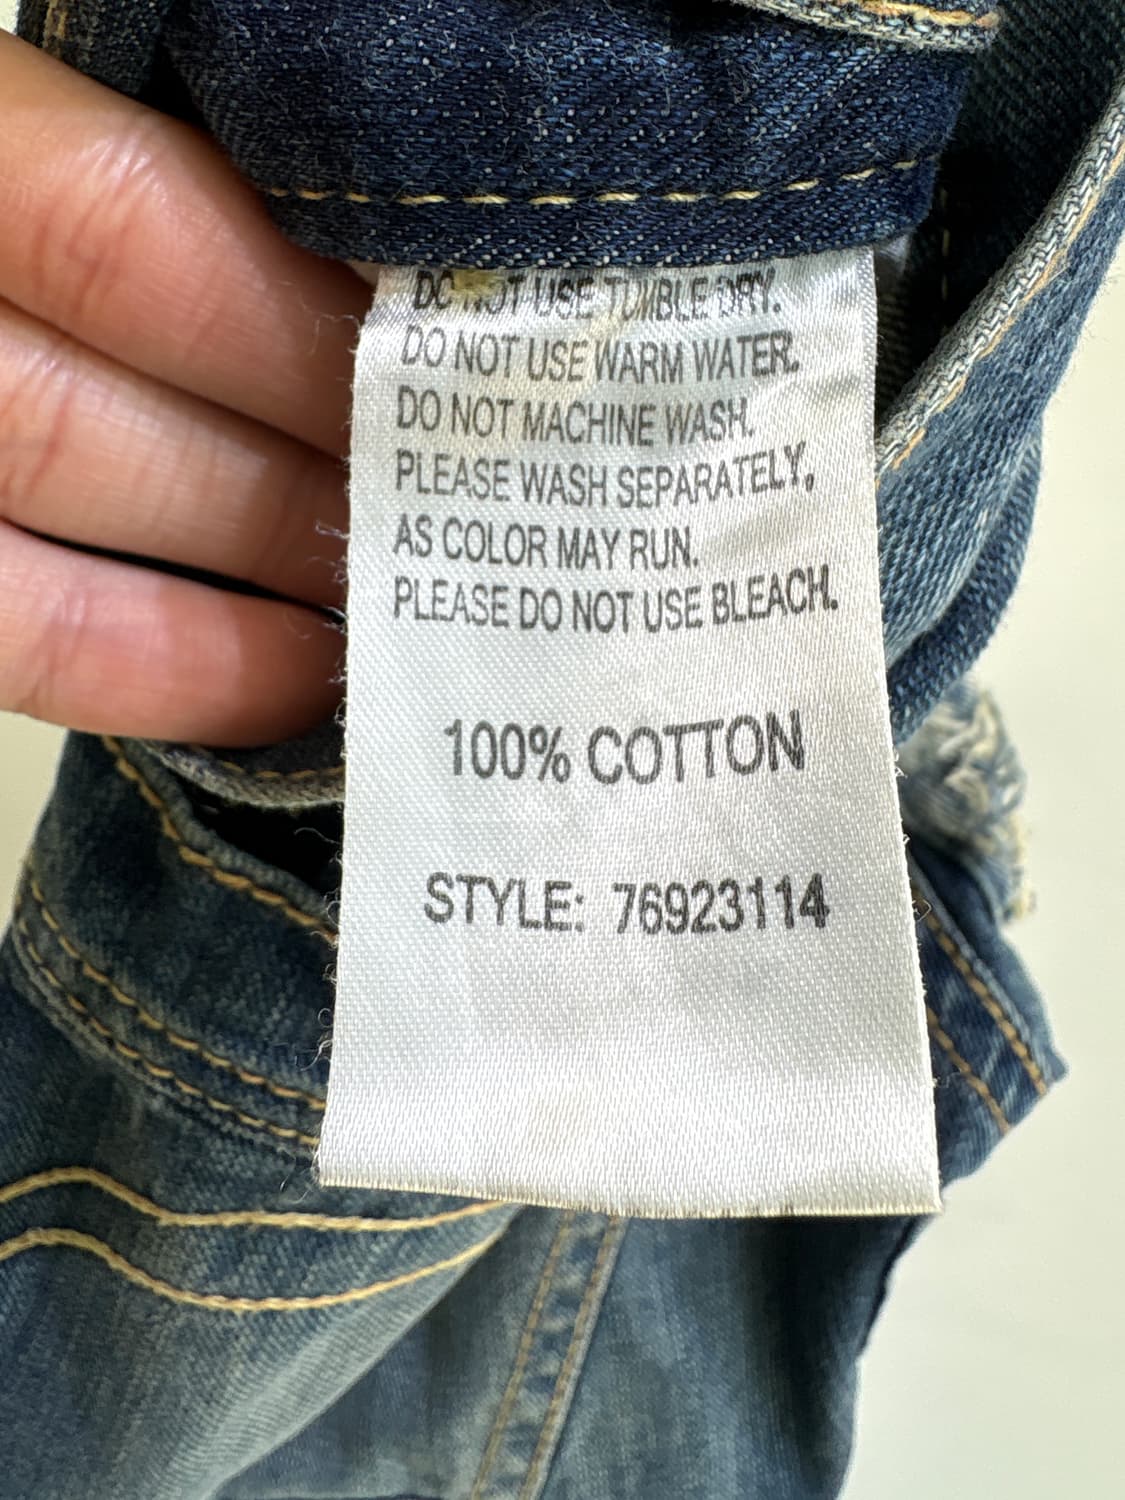 DO NOT USE TUMBLE DRY.
DO NOT USE WARM WATER.
DO NOT MACHINE WASH.
PLEASE WASH SEPARATELY,
AS COLOR MAY RUN.
PLEASE DO NOT USE BLEACH.
100% COTTON
STYLE: 76923114